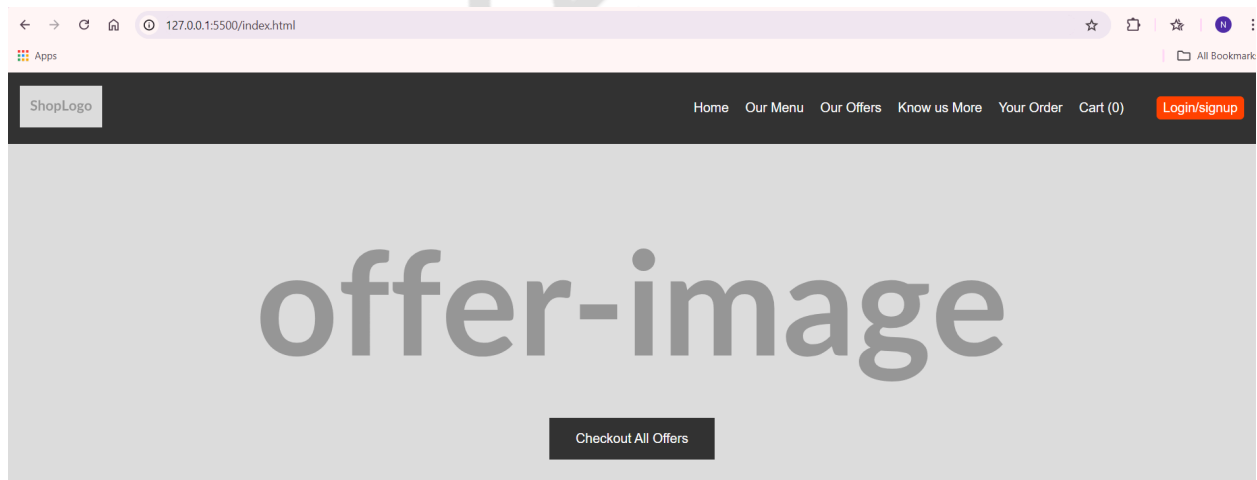 127.0.0.1:5500/index.html
N
Apps
All Bookmark
ShopLogo
Home Our Menu Our Offers Know us More Your Order Cart (0) Login/signup
offer-image
Checkout All Offers